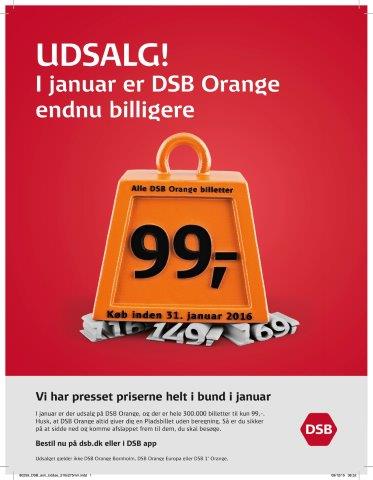 UDSALG!
I januar er DSB Orange
endnu billigere
Alle DSB Orange billetter
99,-
Køb inden 31. januar 2016
149,-
169,-
Vi har presset priserne helt i bund i januar
I januar er der udsalg på DSB Orange, og der er hele 300.000 billetter til kun 99,-.
Husk, at DSB Orange altid giver dig en Pladsbillet uden beregning. Så er du sikker
på at sidde ned og komme afslappet frem til dem, du skal besøge.
Bestil nu på dsb.dk eller i DSB app
DSB
Udsalget gælder ikke DSB Orange Bornholm, DSB Orange Europa eller DSB 1' Orange.